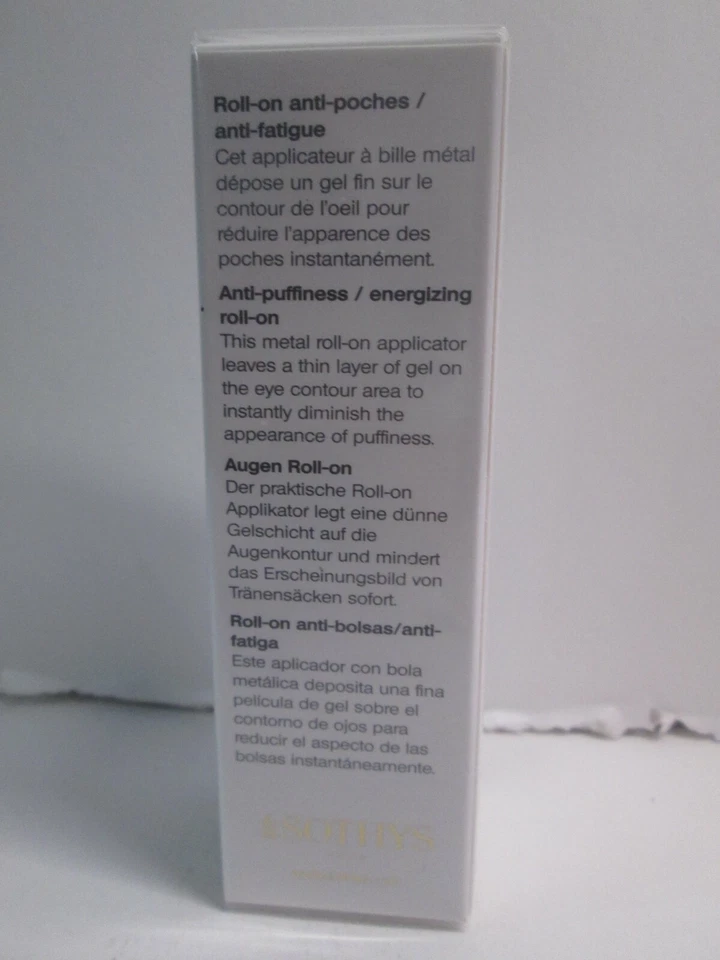 Roll-on anti-poches /
anti-fatigue
Cet applicateur à bille métal
dépose un gel fin sur le
contour de l'oeil pour
réduire l'apparence des
poches instantanément.
Anti-puffiness / energizing
roll-on
This metal roll-on applicator
leaves a thin layer of gel on
the eye contour area to
instantly diminish the
appearance of puffiness.
Augen Roll-on
Der praktische Roll-on
Applikator legt eine dünne
Gelschicht auf die
Augenkontur und mindert
das Erscheinungsbild von
Tränensäcken sofort.
Roll-on anti-bolsas/anti-
fatiga
Este aplicador con bola
metálica deposita una fina
película de gel sobre el
contorno de ojos para
reducir el aspecto de las
bolsas instantáneamente.
SOTHYS